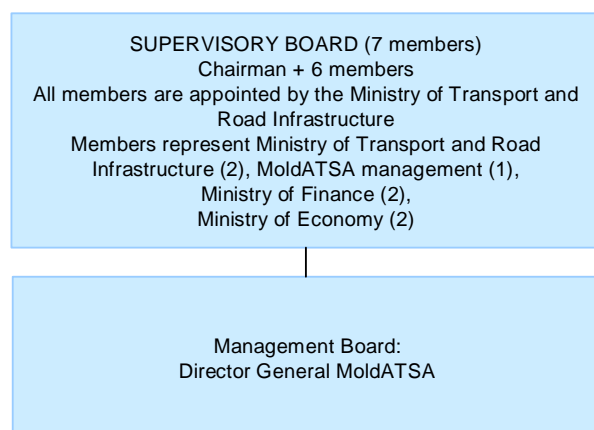 SUPERVISORY BOARD (7 members)
Chairman + 6 members
All members are appointed by the Ministry of Transport and
Road Infrastructure
Members represent Ministry of Transport and Road
Infrastructure (2), MoldATSA management (1),
Ministry of Finance (2),
Ministry of Economy (2)
Management Board:
Director General MoldATSA